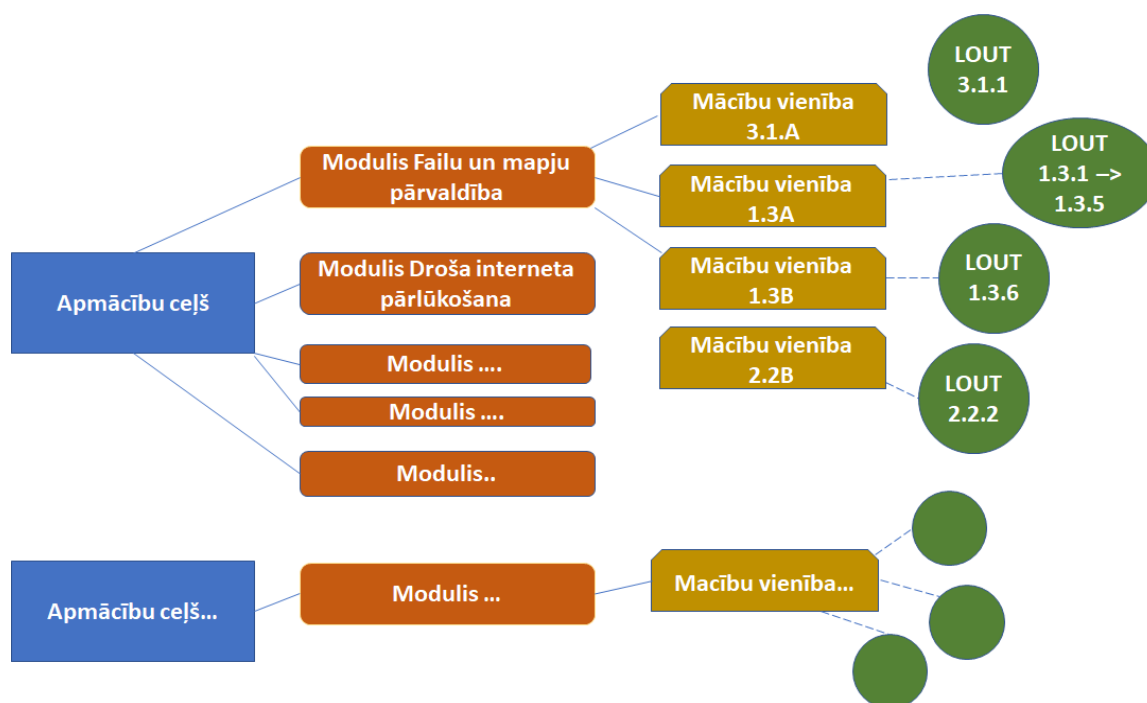 Apmācību ceļš
Modulis Failu un mapju
pārvaldība
Modulis Droša interneta
pārlūkošana
Modulis ....
Modulis ....
Modulis..
Mācību vienība
3.1.A
Mācību vienība
1.3A
Mācību vienība
1.3B
Mācību vienība
2.2B
LOUT
3.1.1
LOUT
1.3.1 –>
1.3.5
LOUT
1.3.6
LOUT
2.2.2
Apmācību ceļš...
Modulis ...
Macību vienība...